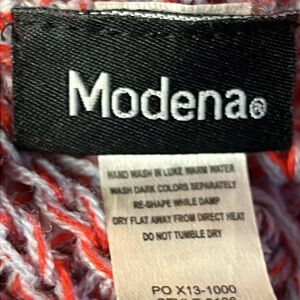 Modena®
HAND WASH IN LUKE WARM WATER
WASH DARK COLORS SEPARATELY
RE-SHAPE WHILE DAMP
DRY FLAT AWAY FROM DIRECT HEAT
DO NOT TUMBLE DRY
PO X13-1000